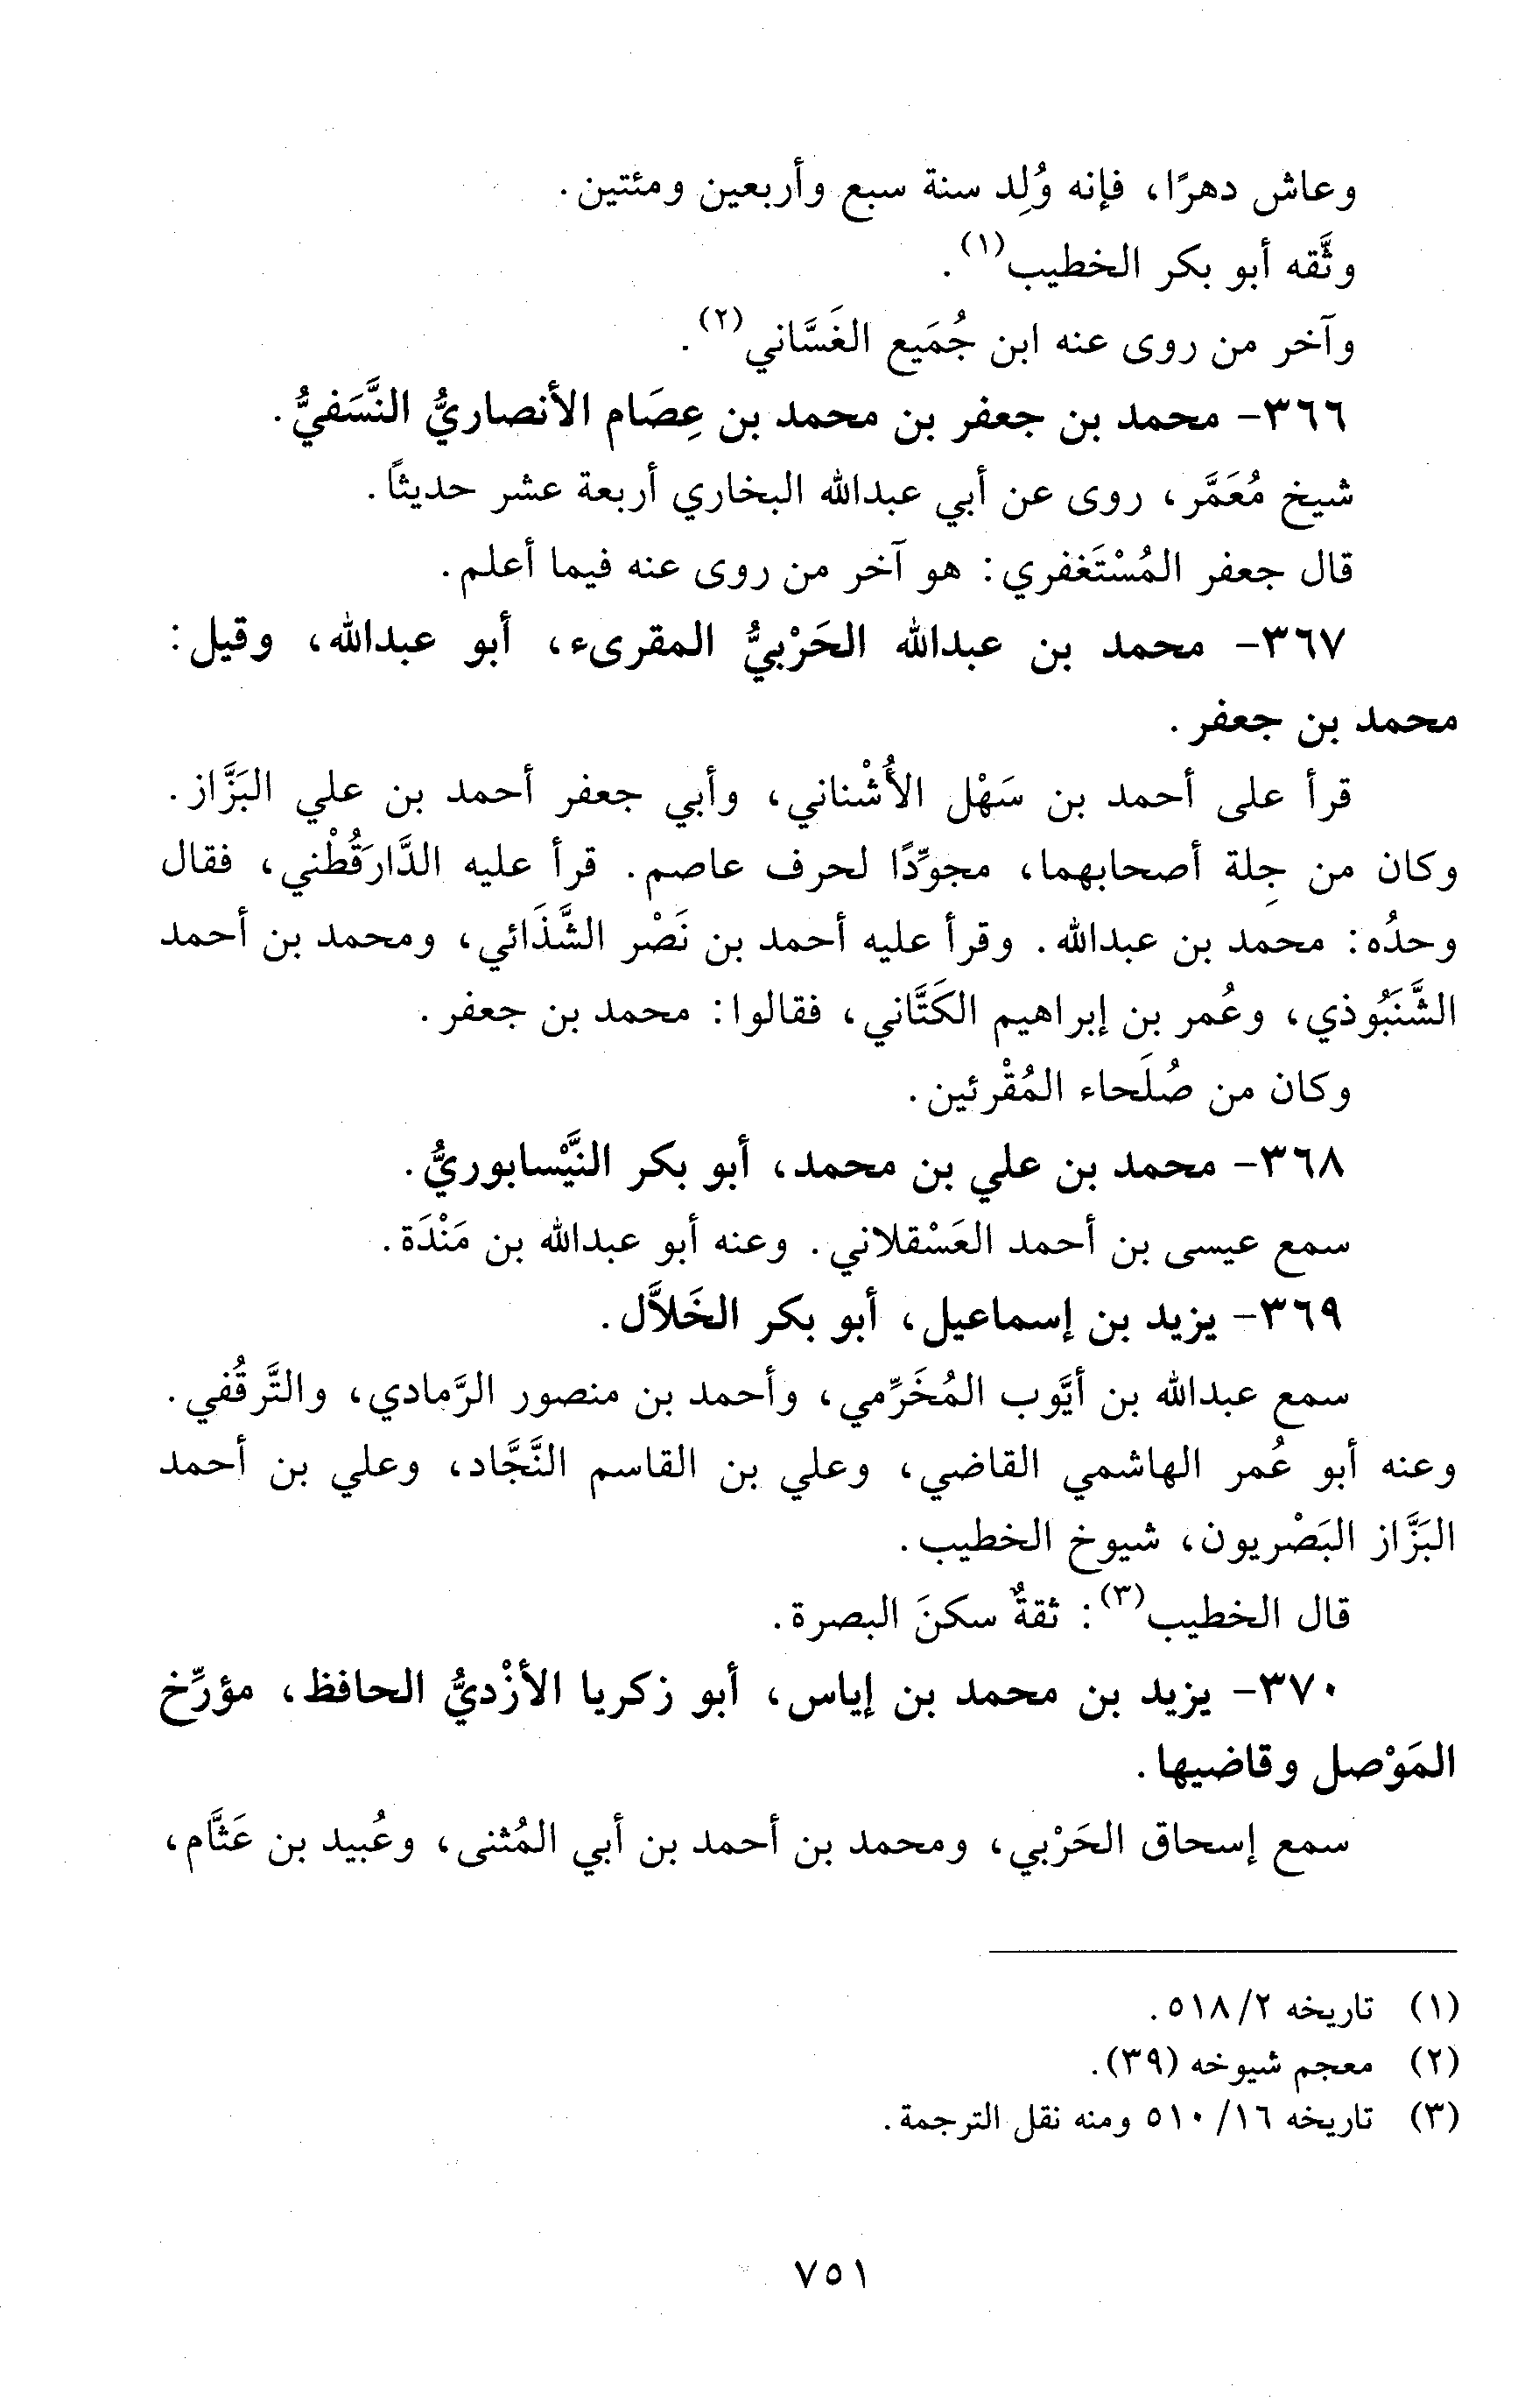 وعاش دهرًا، فإنه وُلِد سنة سبع وأربعين ومئتين.
وثَّقه أبو بكر الخطيب(١).
وآخر من روى عنه ابن جُمَيع الغَسَّاني(٢).
٣٦٦- محمد بن جعفر بن محمد بن عِصَام الأنصاريُّ النَّسَفيُّ.
شيخ مُعَمَّر، روى عن أبي عبدالله البخاري أربعة عشر حديثًا.
قال جعفر المُسْتَغفري: هو آخر من روى عنه فيما أعلم.
٣٦٧- محمد بن عبدالله الحَرْبيُّ المقرىء، أبو عبدالله، وقيل:
محمد بن جعفر.
قرأ على أحمد بن سَهْل الأُشْناني، وأبي جعفر أحمد بن علي البَزَّاز.
وكان من جِلة أصحابهما، مجوِّدًا لحرف عاصم. قرأ عليه الدَّارَقُطْني، فقال
وحدُه: محمد بن عبدالله. وقرأ عليه أحمد بن نَصْر الشَّذَائي، ومحمد بن أحمد
الشَّنَبُوذي، وعُمر بن إبراهيم الكَتَّاني، فقالوا: محمد بن جعفر.
وكان من صُلَحاء المُقْرئين.
٣٦٨- محمد بن علي بن محمد، أبو بكر النَّيْسابوريُّ.
سمع عيسى بن أحمد العَسْقلاني. وعنه أبو عبدالله بن مَنْدَة.
٣٦٩- يزيد بن إسماعيل، أبو بكر الخَلاَّل.
سمع عبدالله بن أيَّوب المُخَرِّمي، وأحمد بن منصور الرَّمادي، والتَّرقُفي.
وعنه أبو عُمر الهاشمي القاضي، وعلي بن القاسم النَّجَّاد، وعلي بن أحمد
البَزَّاز البَصْريون، شيوخ الخطيب.
قال الخطيب(٣): ثقةٌ سكنَ البصرة.
٣٧٠- يزيد بن محمد بن إياس، أبو زكريا الأزْديُّ الحافظ، مؤرِّخ
المَوْصل وقاضيها.
سمع إسحاق الحَرْبي، ومحمد بن أحمد بن أبي المُثنى، وعُبيد بن غَنَّام،
(١) تاريخه ٢/ ٥١٨.
(٢) معجم شيوخه (٣٩).
(٣) تاريخه ١٦/ ٥١٠ ومنه نقل الترجمة.
٧٥١